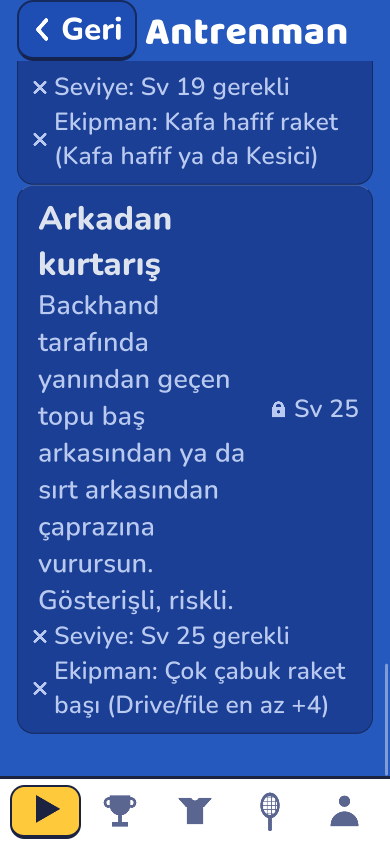 Geri
Antrenman
Seviye: Sv 19 gerekli
Ekipman: Kafa hafif raket
(Kafa hafif ya da Kesici)
Arkadan
kurtarış
Backhand
tarafında
yanından geçen
topu baş
arkasından ya da
sırt arkasından
çaprazına
vurursun.
Gösterişli, riskli.
Sv 25
Seviye: Sv 25 gerekli
Ekipman: Çok çabuk raket
başı (Drive/file en az +4)